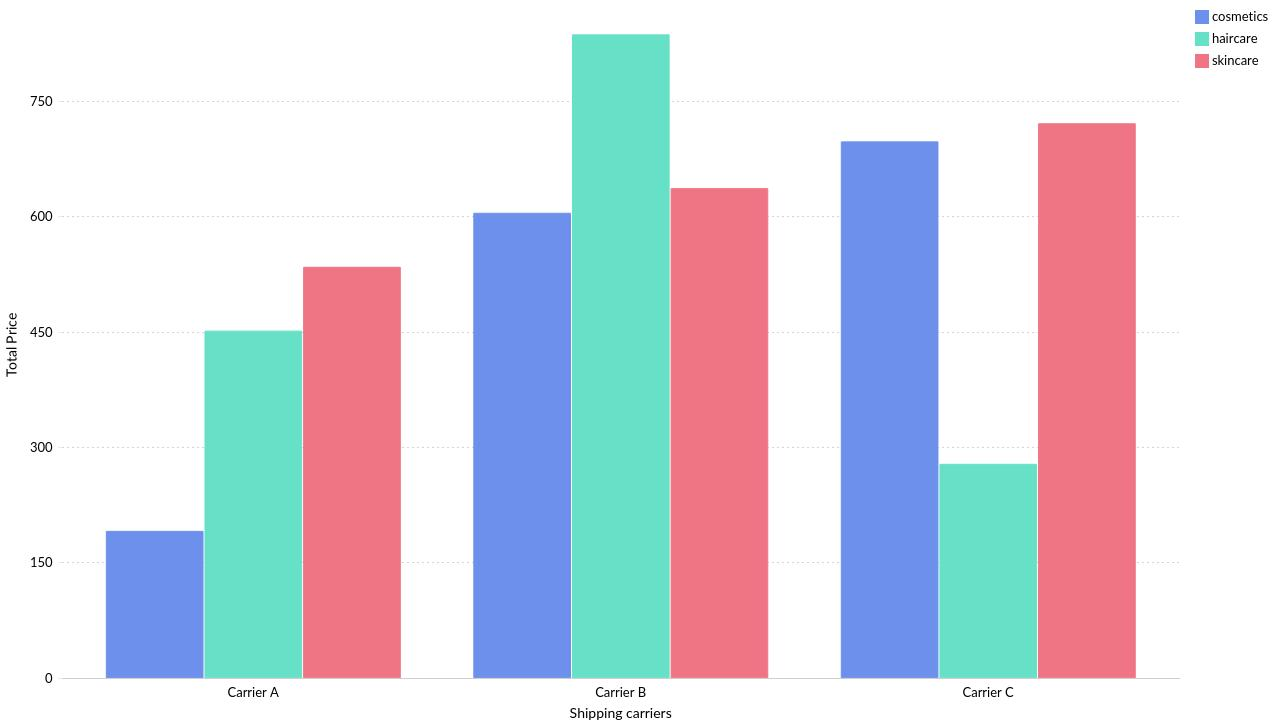 cosmetics
haircare
skincare
750
600
450
300
150
0
Total Price
Carrier A
Carrier B
Carrier C
Shipping carriers